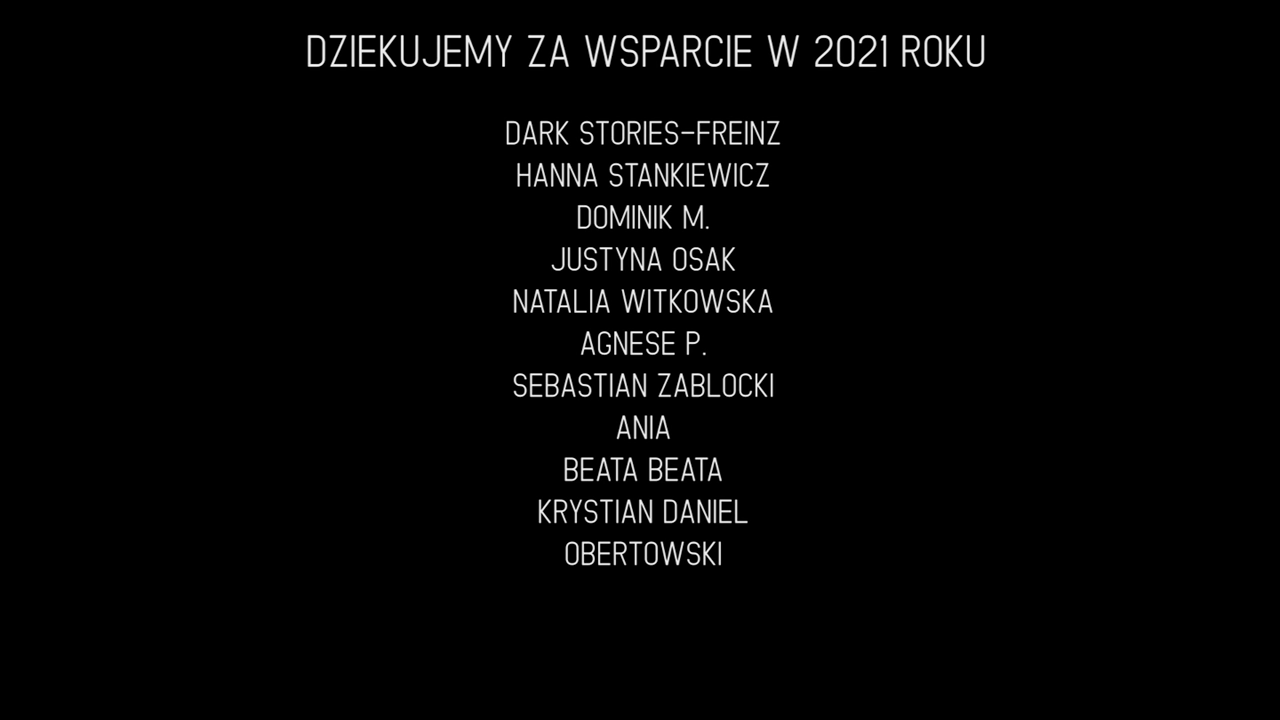 DZIEKUJEMY ZA WSPARCIE W 2021 ROKU
DARK STORIES-FREINZ
HANNA STANKIEWICZ
DOMINIK M.
JUSTYNA OSAK
NATALIA WITKOWSKA
AGNESE P.
SEBASTIAN ZABLOCKI
ANIA
BEATA BEATA
KRYSTIAN DANIEL
OBERTOWSKI